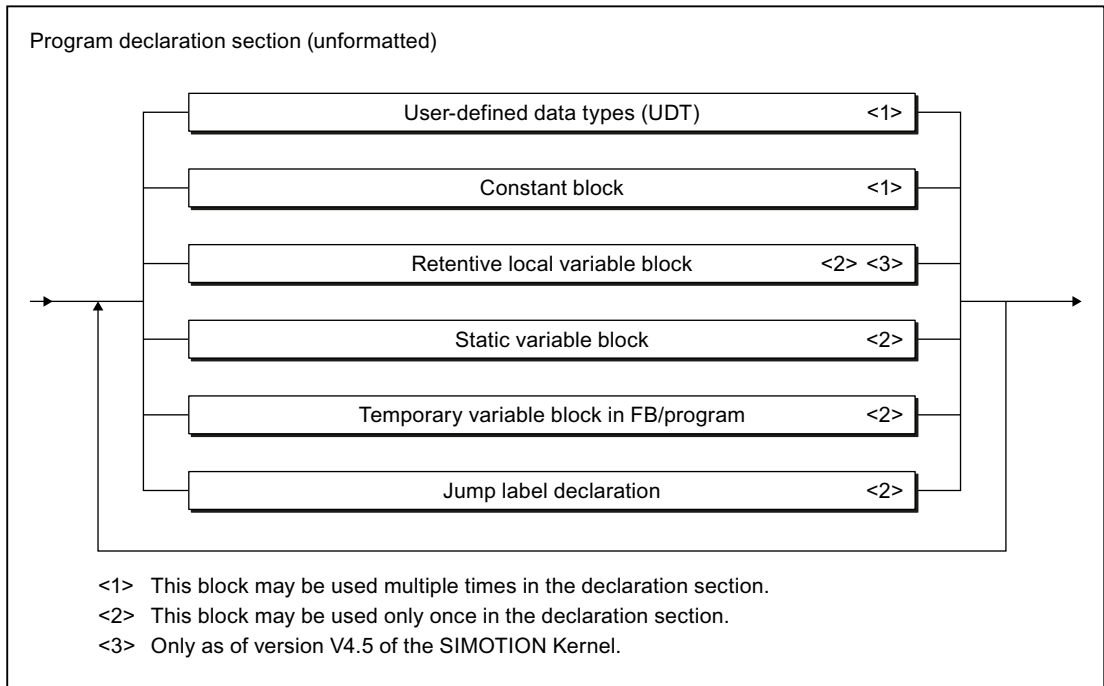 Program declaration section (unformatted)
User-defined data types (UDT) <1>
Constant block <1>
Retentive local variable block <2> <3>
Static variable block <2>
Temporary variable block in FB/program <2>
Jump label declaration <2>
<1> This block may be used multiple times in the declaration section.
<2> This block may be used only once in the declaration section.
<3> Only as of version V4.5 of the SIMOTION Kernel.